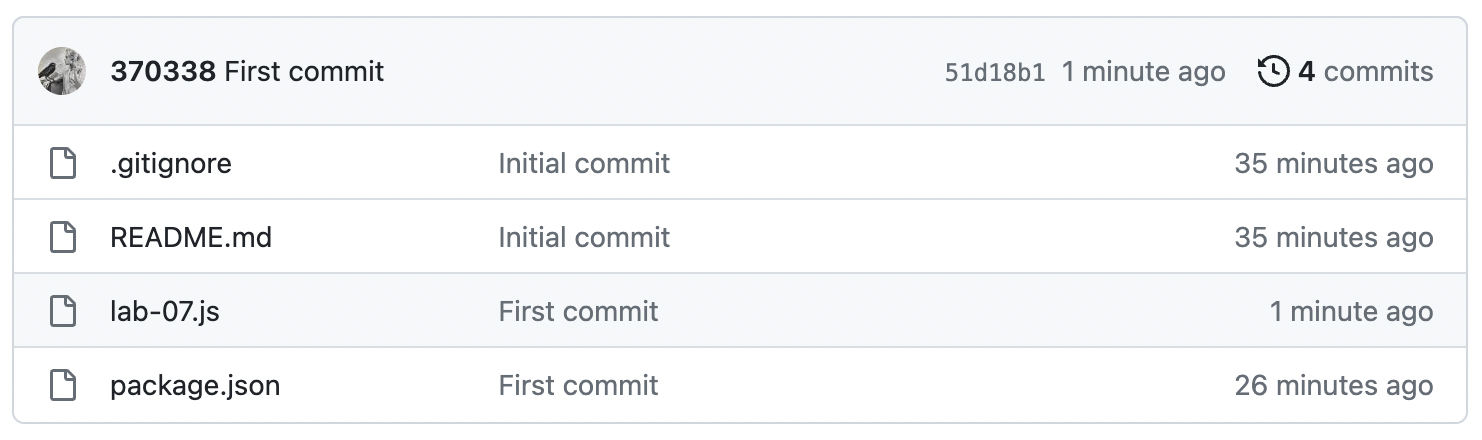 370338 First commit 51d18b1 1 minute ago 4 commits
.gitignore Initial commit 35 minutes ago
README.md Initial commit 35 minutes ago
lab-07.js First commit 1 minute ago
package.json First commit 26 minutes ago